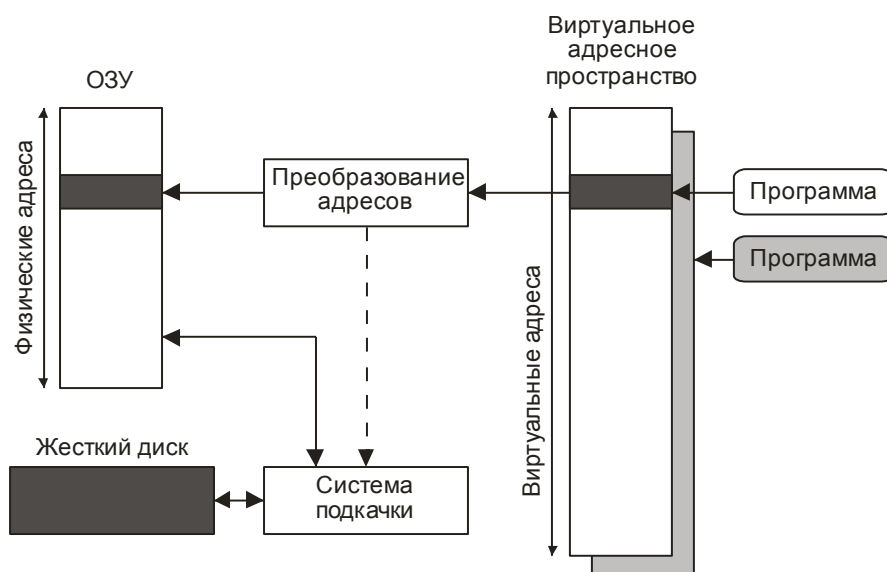 Виртуальное
адресное
пространство
ОЗУ
Физические адреса
Преобразование
адресов
Программа
Программа
Виртуальные адреса
Жесткий диск
Система
подкачки